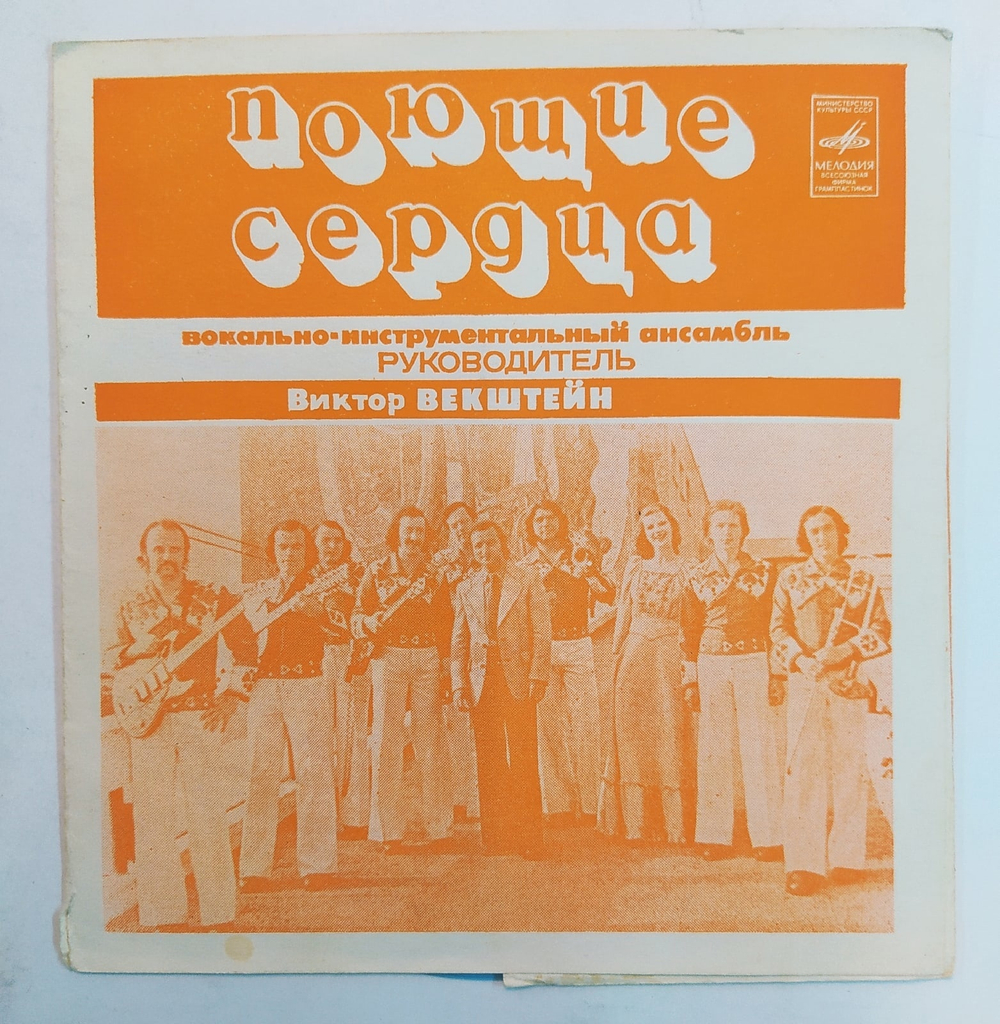 поющие
сердца
МИНИСТЕРСТВО
КУЛЬТУРЫ СССР
МЕЛОДИЯ
ВСЕСОЮЗНАЯ
ФИРМА
ГРАМПЛАСТИНОК
вокально-инструментальный ансамбль
РУКОВОДИТЕЛЬ
Виктор ВЕКШТЕЙН